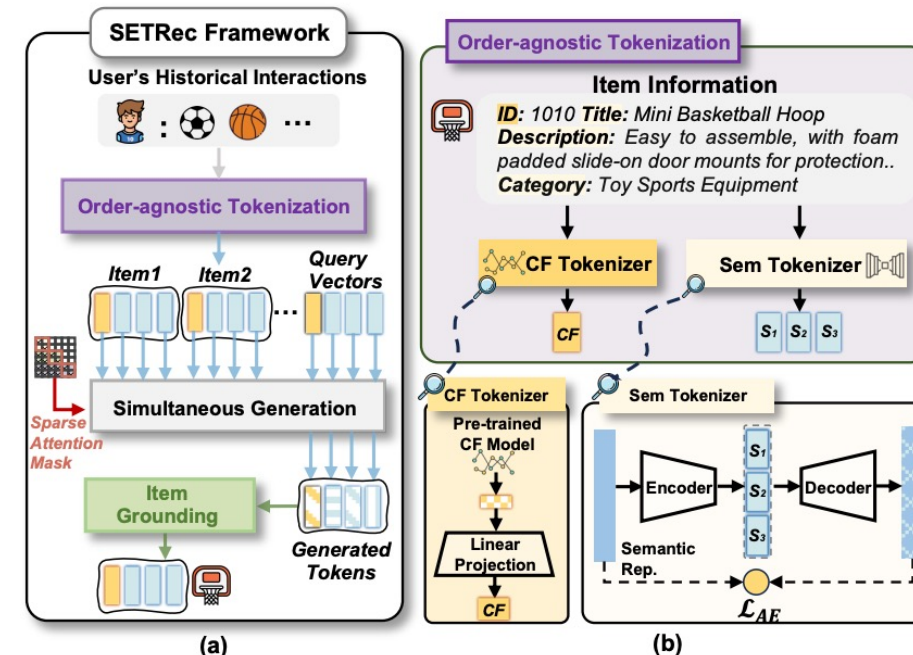 SETRec Framework
User's Historical Interactions
: ...
Order-agnostic Tokenization
Item1
Item2
...
Query
Vectors
Simultaneous Generation
Sparse
Attention
Mask
Item
Grounding
Generated
Tokens
(a)
Order-agnostic Tokenization
Item Information
ID: 1010 Title: Mini Basketball Hoop
Description: Easy to assemble, with foam
padded slide-on door mounts for protection..
Category: Toy Sports Equipment
CF Tokenizer
Sem Tokenizer
CF
S1 S2 S3
CF Tokenizer
Pre-trained
CF Model
Linear
Projection
CF
Sem Tokenizer
Encoder
S1
S2
S3
Decoder
Semantic
Rep.
ℒAE
(b)